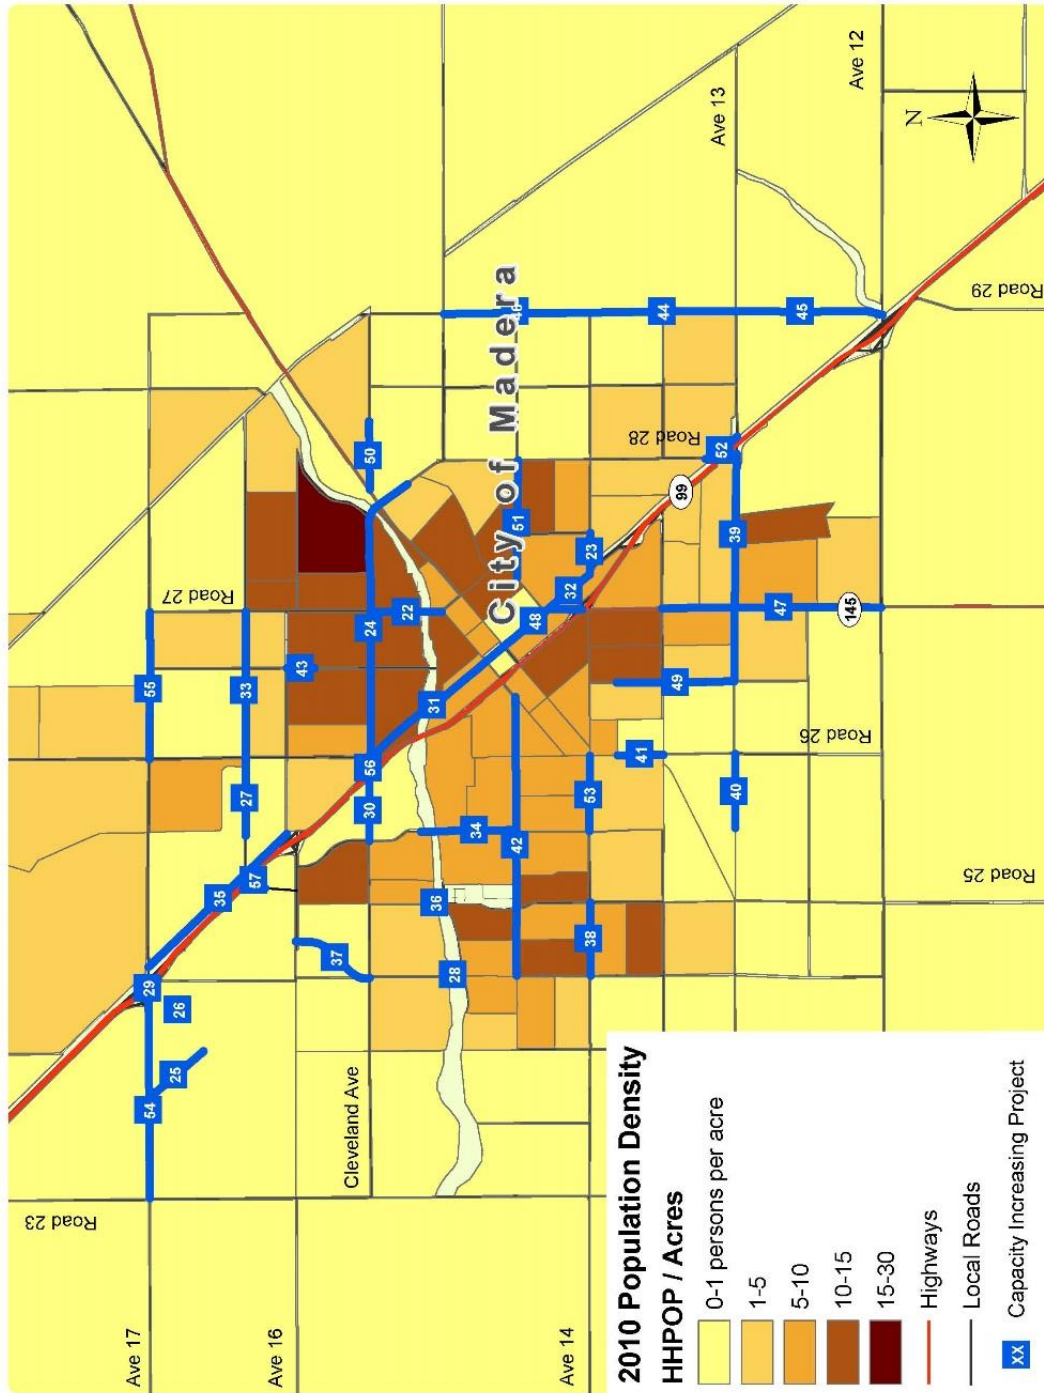 Road 23
Ave 17
54
29
55
25
26
Road 27
35
27
33
57
Ave 16
43
37
Cleveland Ave
30
56
24
50
22
31
36
28
34
City of Madera
42
51
46
48
32
Ave 14
38
53
23
41
Road 28
44
49
99
Ave 13
52
40
39
47
45
145
Road 26
Ave 12
N
Road 25
Road 29
2010 Population Density
HHPOP / Acres
0-1 persons per acre
1-5
5-10
10-15
15-30
Highways
Local Roads
XX Capacity Increasing Project